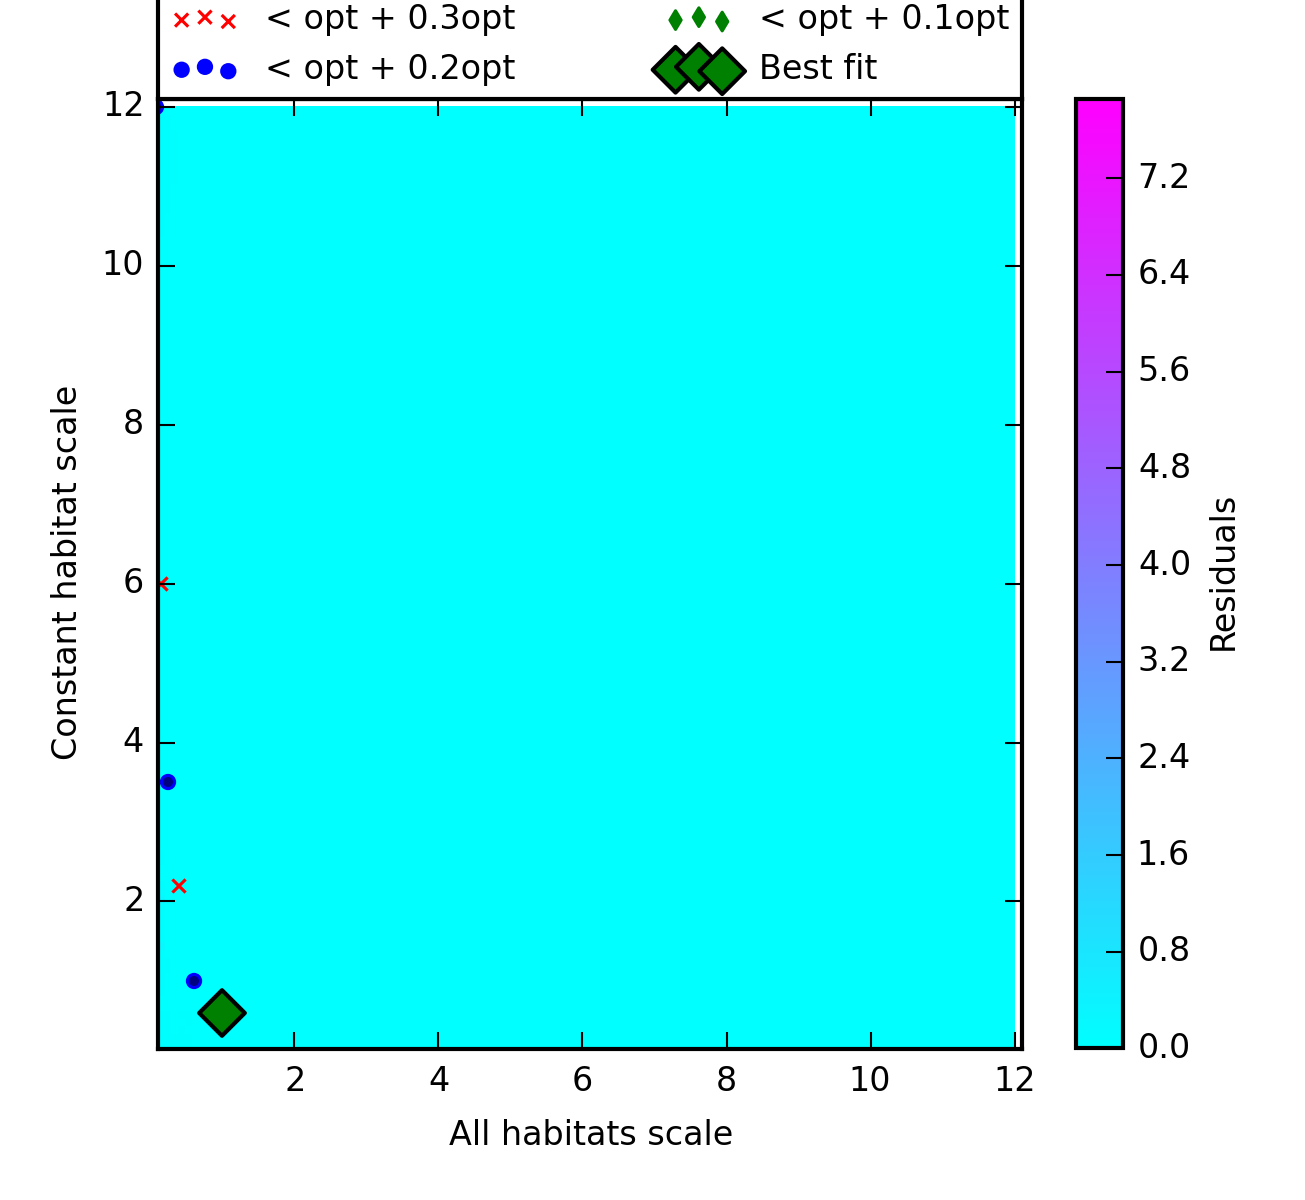 < opt + 0.3opt
< opt + 0.1opt
< opt + 0.2opt
Best fit
12
10
8
6
4
2
Constant habitat scale
2 4 6 8 10 12
All habitats scale
7.2
6.4
5.6
4.8
4.0
3.2
2.4
1.6
0.8
0.0
Residuals